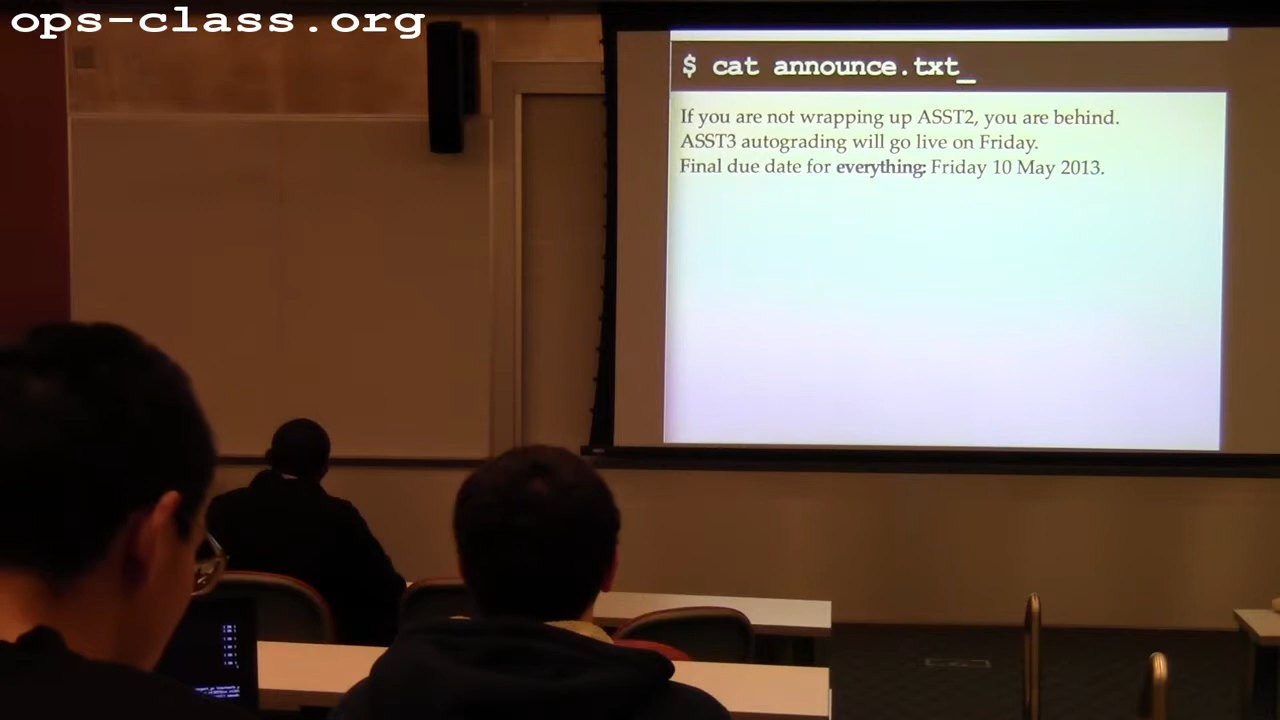 ops-class.org
$ cat announce.txt_
If you are not wrapping up ASST2, you are behind.
ASST3 autograding will go live on Friday.
Final due date for everything: Friday 10 May 2013.